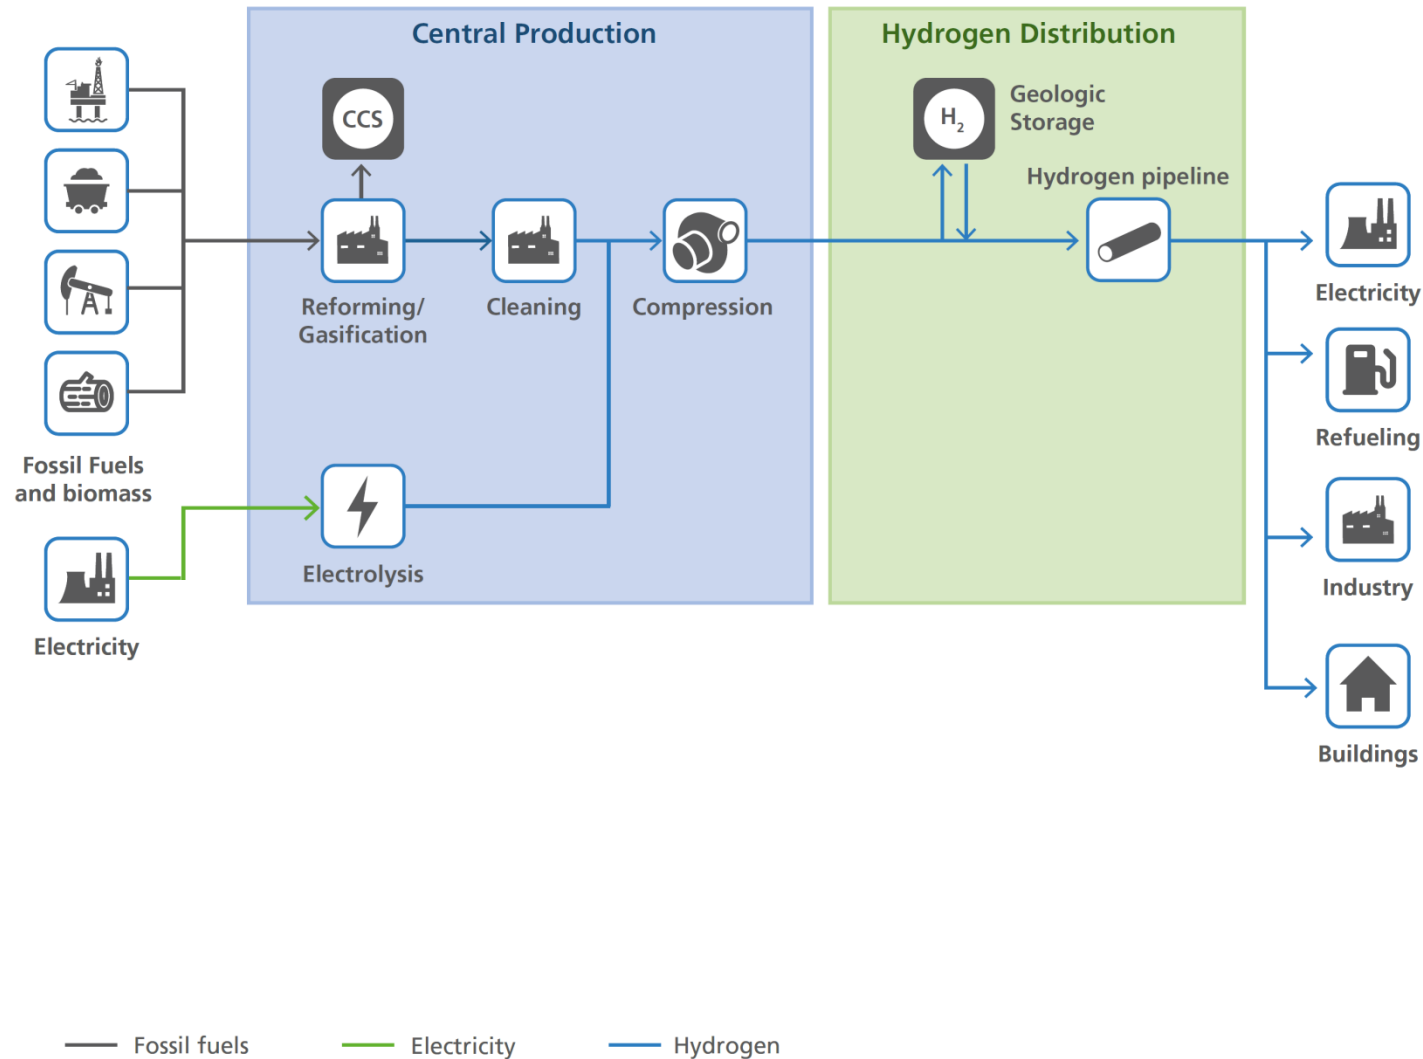 Central Production
Hydrogen Distribution
CCS
H2
Geologic
Storage
Hydrogen pipeline
Reforming/
Gasification
Cleaning
Compression
Electricity
Refueling
Fossil Fuels
and biomass
Electrolysis
Industry
Electricity
Buildings
Fossil fuels
Electricity
Hydrogen